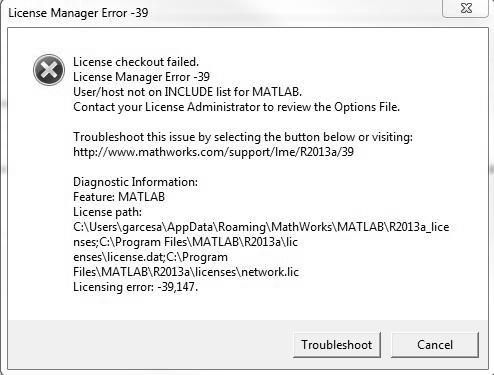 License Manager Error -39
License checkout failed.
License Manager Error -39
User/host not on INCLUDE list for MATLAB.
Contact your License Administrator to review the Options File.
Troubleshoot this issue by selecting the button below or visiting:
http://www.mathworks.com/support/lme/R2013a/39
Diagnostic Information:
Feature: MATLAB
License path:
C:\Users\garcesa\AppData\Roaming\MathWorks\MATLAB\R2013a_lice
nses;C:\Program Files\MATLAB\R2013a\lic
enses\license.dat;C:\Program
Files\MATLAB\R2013a\licenses\network.lic
Licensing error: -39,147.
Troubleshoot
Cancel